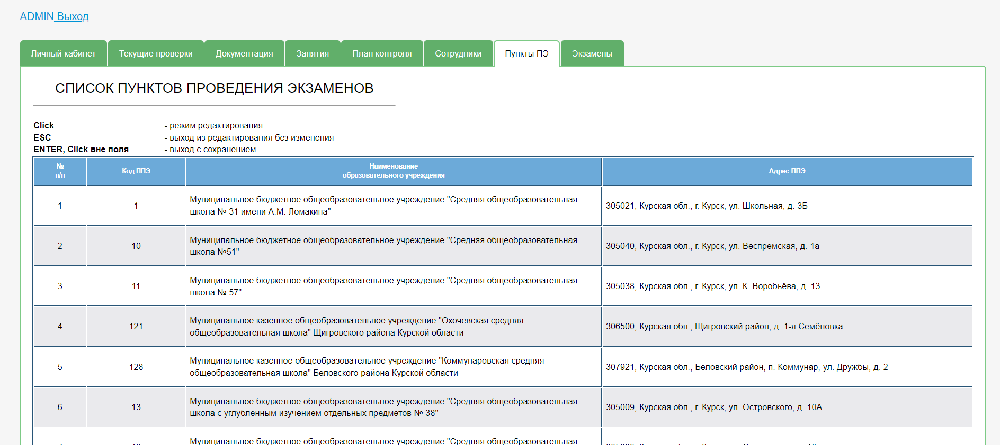 ADMIN Выход
Личный кабинет Текущие проверки Документация Занятия План контроля Сотрудники Пункты ПЭ Экзамены
СПИСОК ПУНКТОВ ПРОВЕДЕНИЯ ЭКЗАМЕНОВ
Click - режим редактирования
ESC - выход из редактирования без изменения
ENTER, Click вне поля - выход с сохранением
№ п/п Код ППЭ Наименование образовательного учреждения Адрес ППЭ
1 1 Муниципальное бюджетное общеобразовательное учреждение "Средняя общеобразовательная
школа № 31 имени А.М. Ломакина" 305021, Курская обл., г. Курск, ул. Школьная, д. 3Б
2 10 Муниципальное бюджетное общеобразовательное учреждение "Средняя общеобразовательная
школа №51" 305040, Курская обл., г. Курск, ул. Веспремская, д. 1а
3 11 Муниципальное бюджетное общеобразовательное учреждение "Средняя общеобразовательная
школа № 57" 305038, Курская обл., г. Курск, ул. К. Воробьёва, д. 13
4 121 Муниципальное казенное общеобразовательное учреждение "Охочевская средняя
общеобразовательная школа" Щигровского района Курской области 306500, Курская обл., Щигровский район, д. 1-я Семёновка
5 128 Муниципальное казённое общеобразовательное учреждение "Коммунаровская средняя
общеобразовательная школа" Беловского района Курской области 307921, Курская обл., Беловский район, п. Коммунар, ул. Дружбы, д. 2
6 13 Муниципальное бюджетное общеобразовательное учреждение "Средняя общеобразовательная
школа с углубленным изучением отдельных предметов № 38" 305009, Курская обл., г. Курск, ул. Островского, д. 10А
Муниципальное бюджетное общеобразовательное учреждение "Средняя общеобразовательная